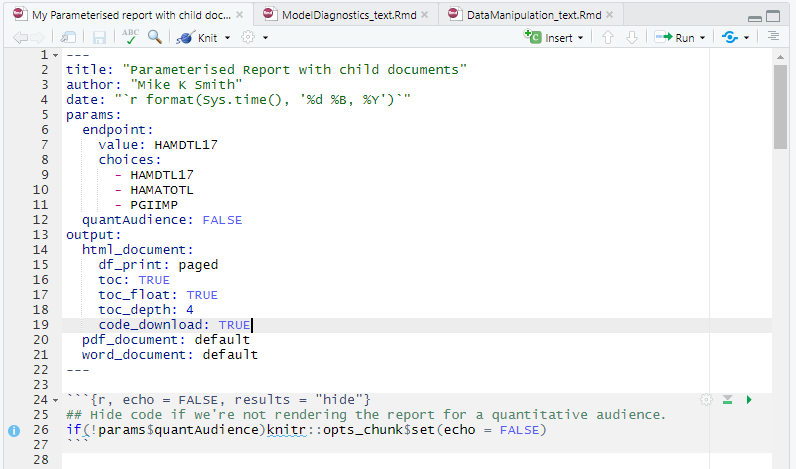 My Parameterised report with child doc... ModelDiagnostics_text.Rmd DataManipulation_text.Rmd
ABC Knit Insert Run
1 ---
2 title: "Parameterised Report with child documents"
3 author: "Mike K Smith"
4 date: "`r format(Sys.time(), '%d %B, %Y')`"
5 params:
6 endpoint:
7 value: HAMDTL17
8 choices:
9 - HAMDTL17
10 - HAMATOTL
11 - PGIIMP
12 quantAudience: FALSE
13 output:
14 html_document:
15 df_print: paged
16 toc: TRUE
17 toc_float: TRUE
18 toc_depth: 4
19 code_download: TRUE
20 pdf_document: default
21 word_document: default
22 ---
23
24 ```{r, echo = FALSE, results = "hide"}
25 ## Hide code if we're not rendering the report for a quantitative audience.
26 if(!params$quantAudience)knitr::opts_chunk$set(echo = FALSE)
27 ```
28